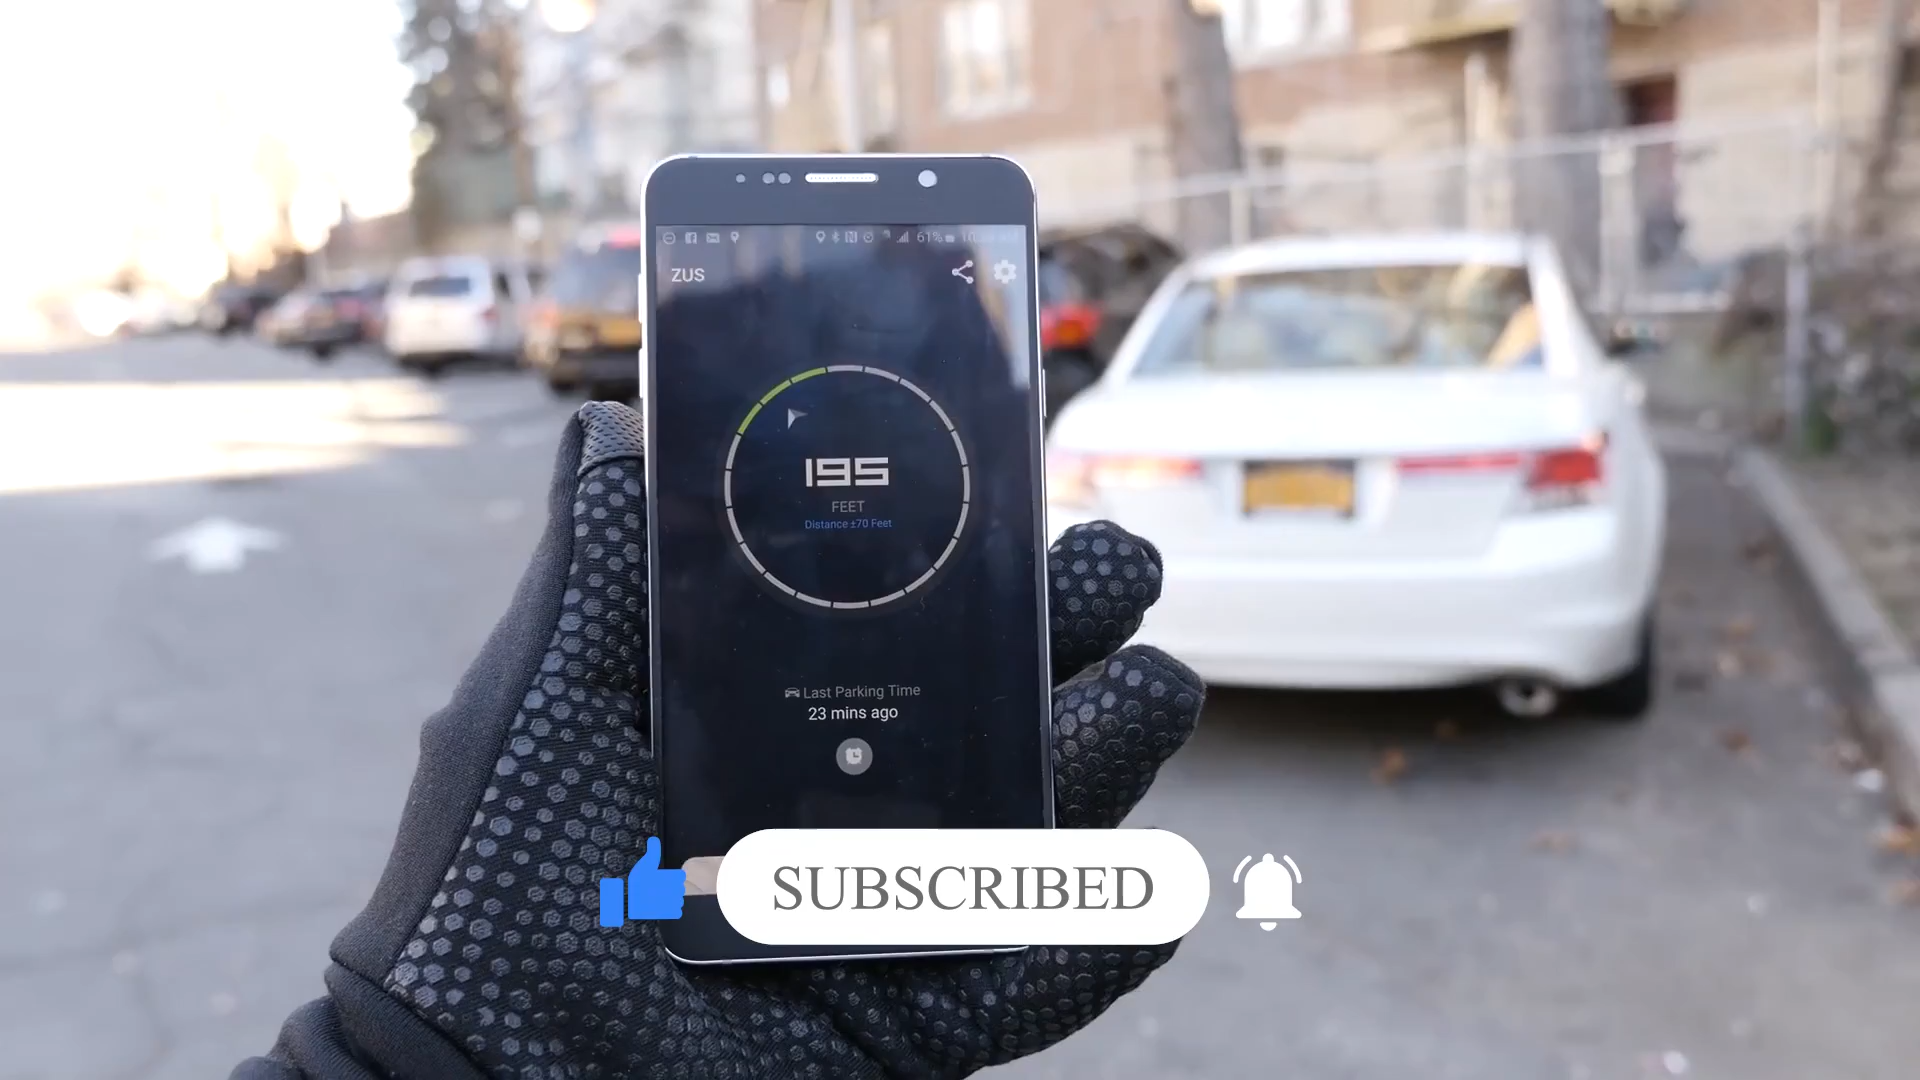 61%
ZUS
195
FEET
Distance ±70 Feet
Last Parking Time
23 mins ago
SUBSCRIBED